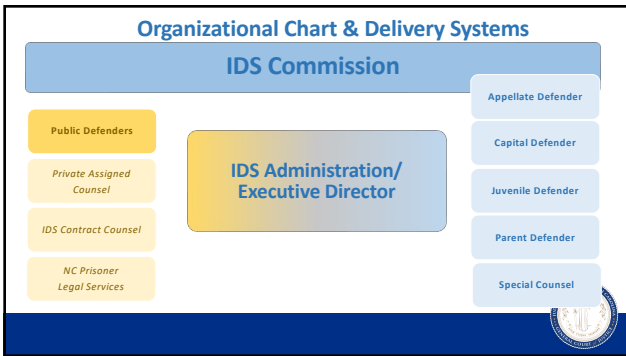 Organizational Chart & Delivery Systems
IDS Commission
Public Defenders
Private Assigned
Counsel
IDS Contract Counsel
NC Prisoner
Legal Services
IDS Administration/
Executive Director
Appellate Defender
Capital Defender
Juvenile Defender
Parent Defender
Special Counsel